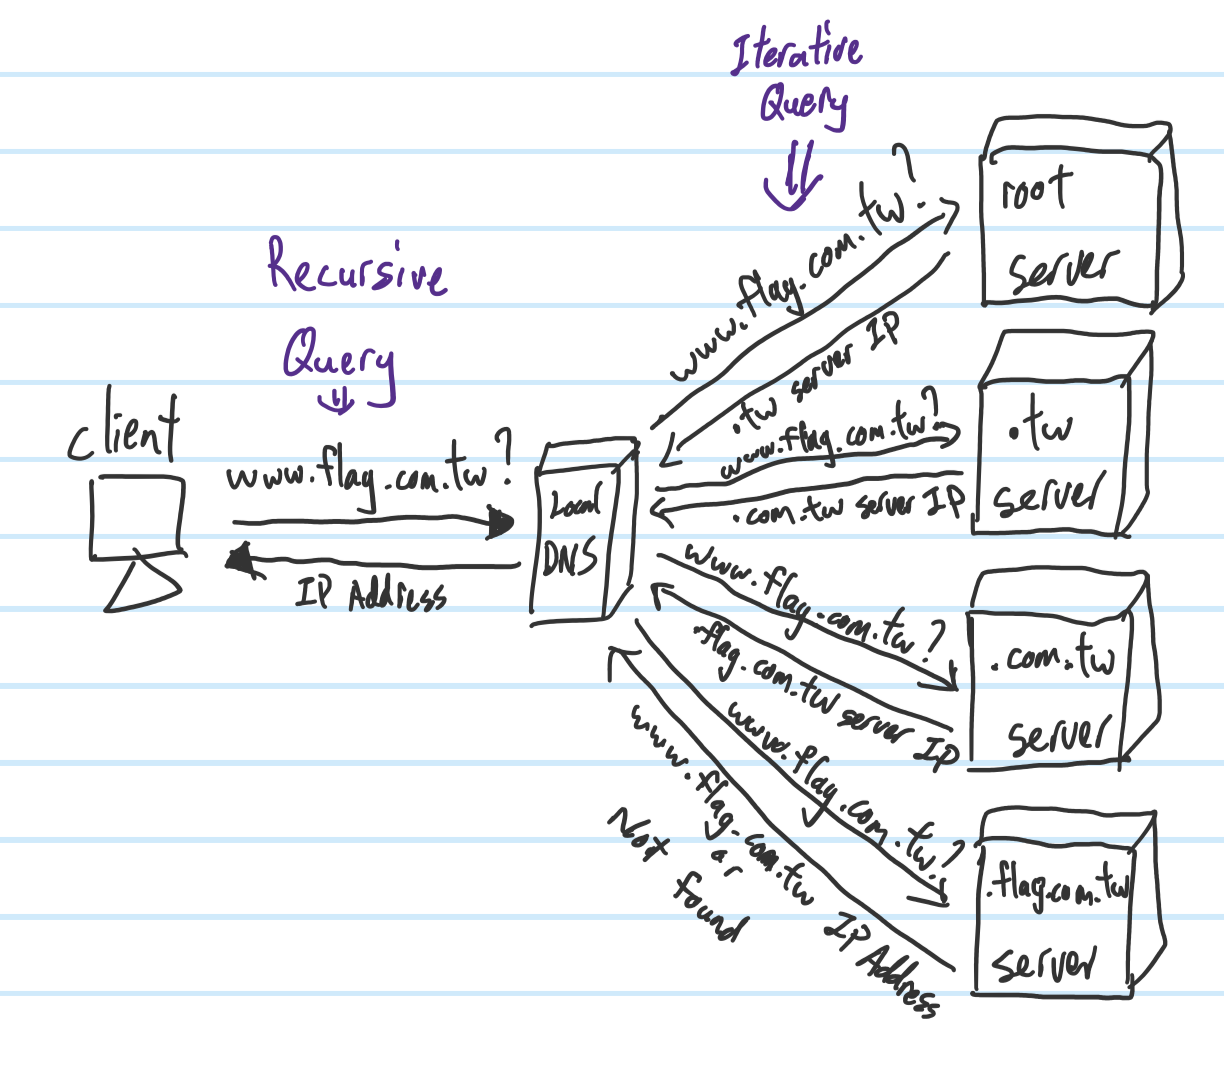 Iterative
Query
Recursive
Query
client
www.flag.com.tw?
IP Address
Local
DNS
www.flag.com.tw?
.tw server IP
root
server
www.flag.com.tw?
.com.tw server IP
.tw
server
www.flag.com.tw?
.flag.com.tw server IP
.com.tw
server
www.flag.com.tw?
www.flag.com.tw IP Address
or
Not found
.flag.com.tw
server